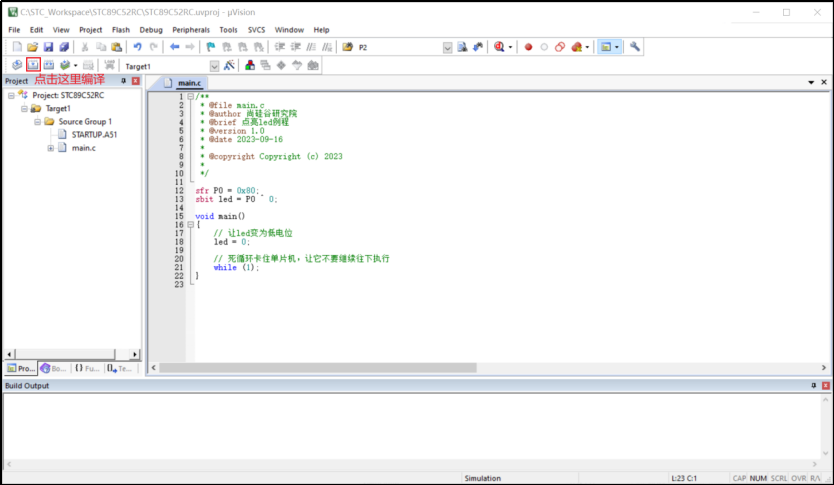 C:\STC_Workspace\STC89C52RC\STC89C52RC.uvproj - µVision
File Edit View Project Flash Debug Peripherals Tools SVCS Window Help
P2
Target1
Project 点击这里编译
main.c
Project: STC89C52RC
Target1
Source Group 1
STARTUP.A51
main.c
1 /**
2 * @file main.c
3 * @author 尚硅谷研究院
4 * @brief 点亮led例程
5 * @version 1.0
6 * @date 2023-09-16
7 *
8 * @copyright Copyright (c) 2023
9 *
10 */
11
12 sfr P0 = 0x80;
13 sbit led = P0 ^ 0;
14
15 void main()
16 {
17 // 让led变为低电位
18 led = 0;
19
20 // 死循环卡住单片机，让它不要继续往下执行
21 while (1);
22 }
23
Pro... Bo... {} Fu... Te...
Build Output
Simulation L:23 C:1 CAP NUM SCRL OVR R/